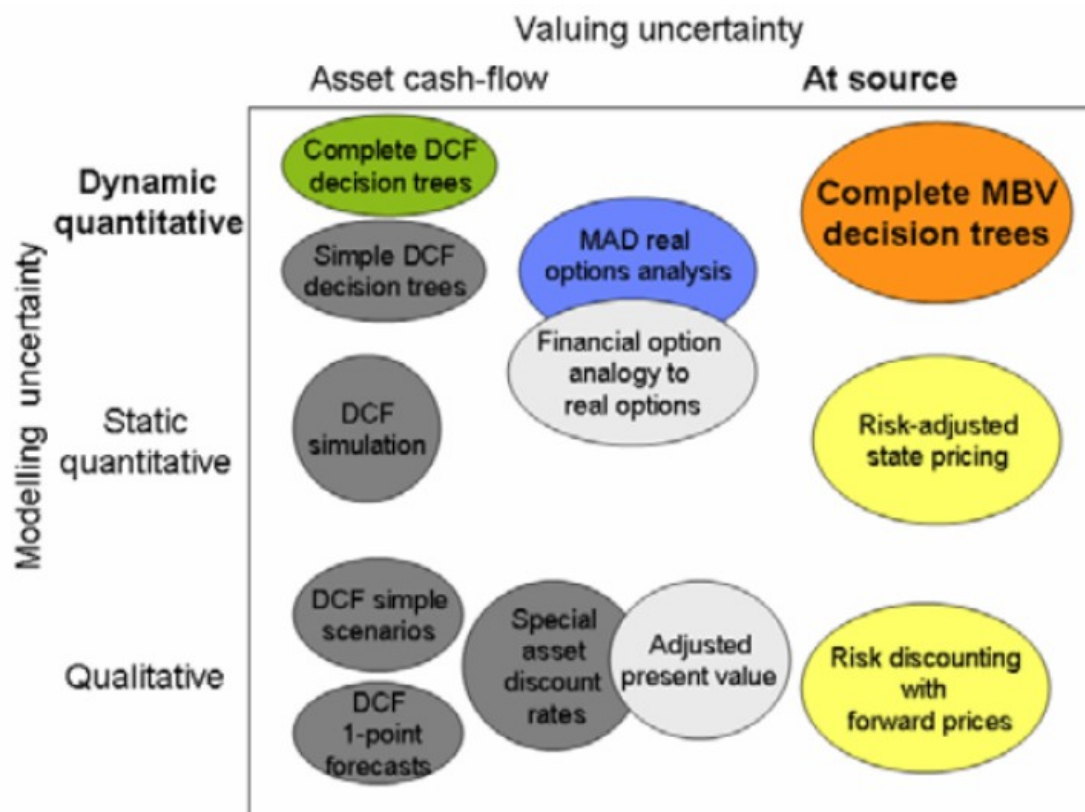 Valuing uncertainty
Asset cash-flow
At source
Modelling uncertainty
Dynamic
quantitative
Complete DCF
decision trees
Simple DCF
decision trees
MAD real
options analysis
Complete MBV
decision trees
Financial option
analogy to
real options
Static
quantitative
DCF
simulation
Risk-adjusted
state pricing
Qualitative
DCF simple
scenarios
DCF
1-point
forecasts
Special
asset
discount
rates
Adjusted
present value
Risk discounting
with
forward prices